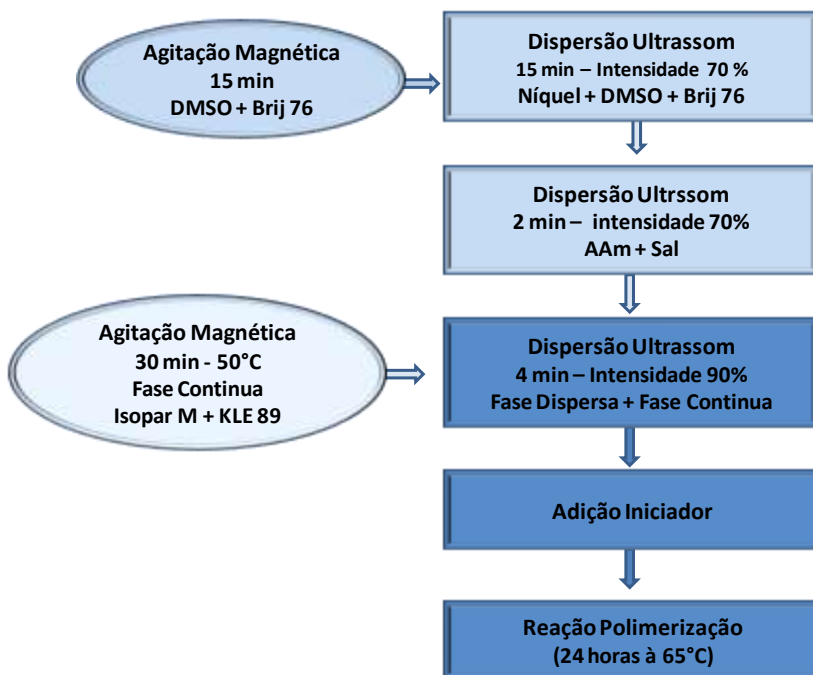 Agitação Magnética
15 min
DMSO + Brij 76
Dispersão Ultrassom
15 min – Intensidade 70 %
Níquel + DMSO + Brij 76
Dispersão Ultrssom
2 min – intensidade 70%
AAm + Sal
Agitação Magnética
30 min - 50°C
Fase Continua
Isopar M + KLE 89
Dispersão Ultrassom
4 min – Intensidade 90%
Fase Dispersa + Fase Continua
Adição Iniciador
Reação Polimerização
(24 horas à 65°C)